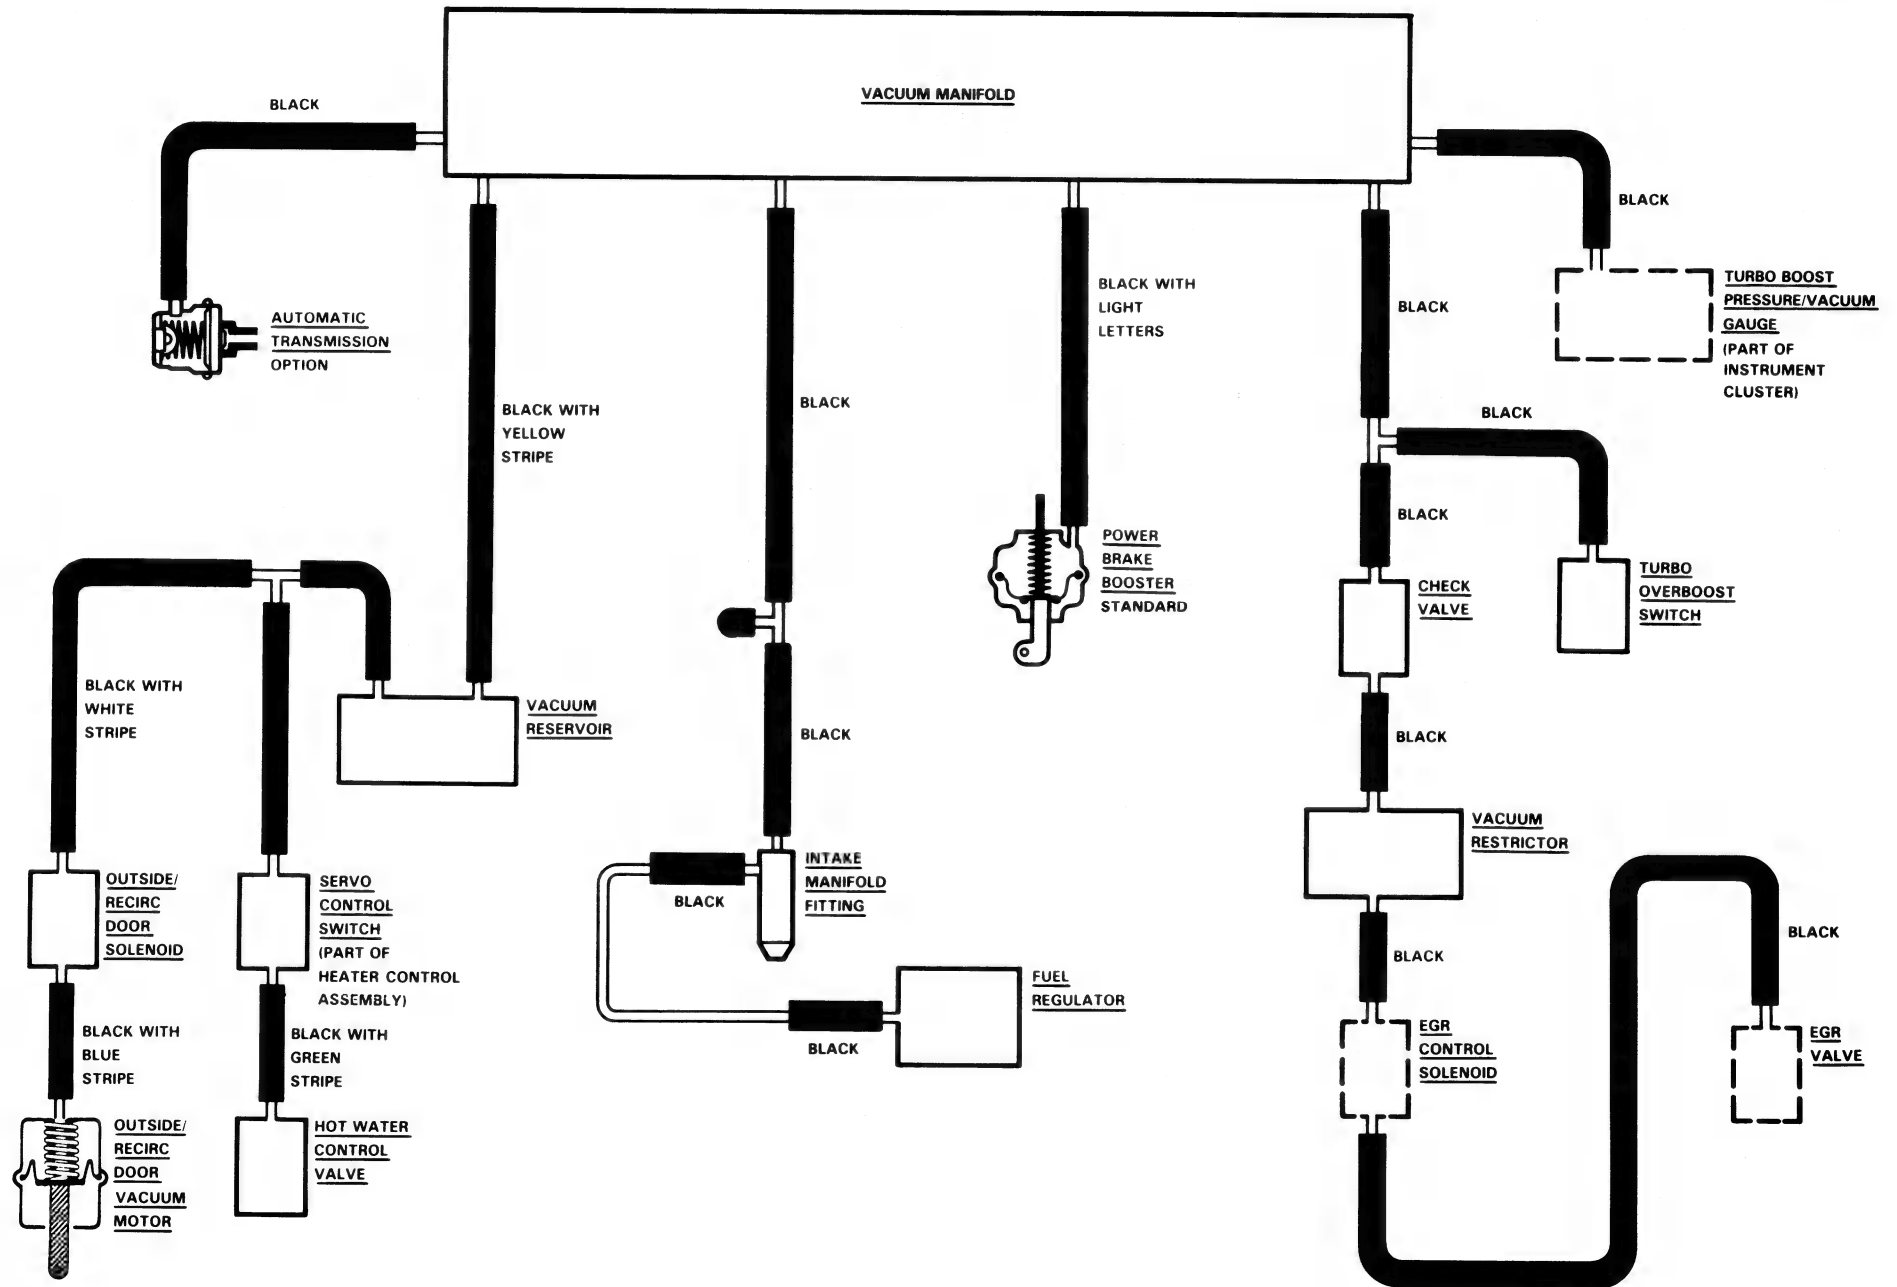 VACUUM MANIFOLD
BLACK
AUTOMATIC
TRANSMISSION
OPTION
BLACK WITH
YELLOW
STRIPE
BLACK
BLACK WITH
LIGHT
LETTERS
BLACK
BLACK
TURBO BOOST
PRESSURE/VACUUM
GAUGE
(PART OF
INSTRUMENT
CLUSTER)
BLACK
BLACK
TURBO
OVERBOOST
SWITCH
POWER
BRAKE
BOOSTER
STANDARD
CHECK
VALVE
BLACK WITH
WHITE
STRIPE
VACUUM
RESERVOIR
BLACK
BLACK
VACUUM
RESTRICTOR
OUTSIDE/
RECIRC
DOOR
SOLENOID
SERVO
CONTROL
SWITCH
(PART OF
HEATER CONTROL
ASSEMBLY)
BLACK
INTAKE
MANIFOLD
FITTING
FUEL
REGULATOR
BLACK
BLACK
BLACK
EGR
CONTROL
SOLENOID
EGR
VALVE
BLACK WITH
BLUE
STRIPE
BLACK WITH
GREEN
STRIPE
OUTSIDE/
RECIRC
DOOR
VACUUM
MOTOR
HOT WATER
CONTROL
VALVE